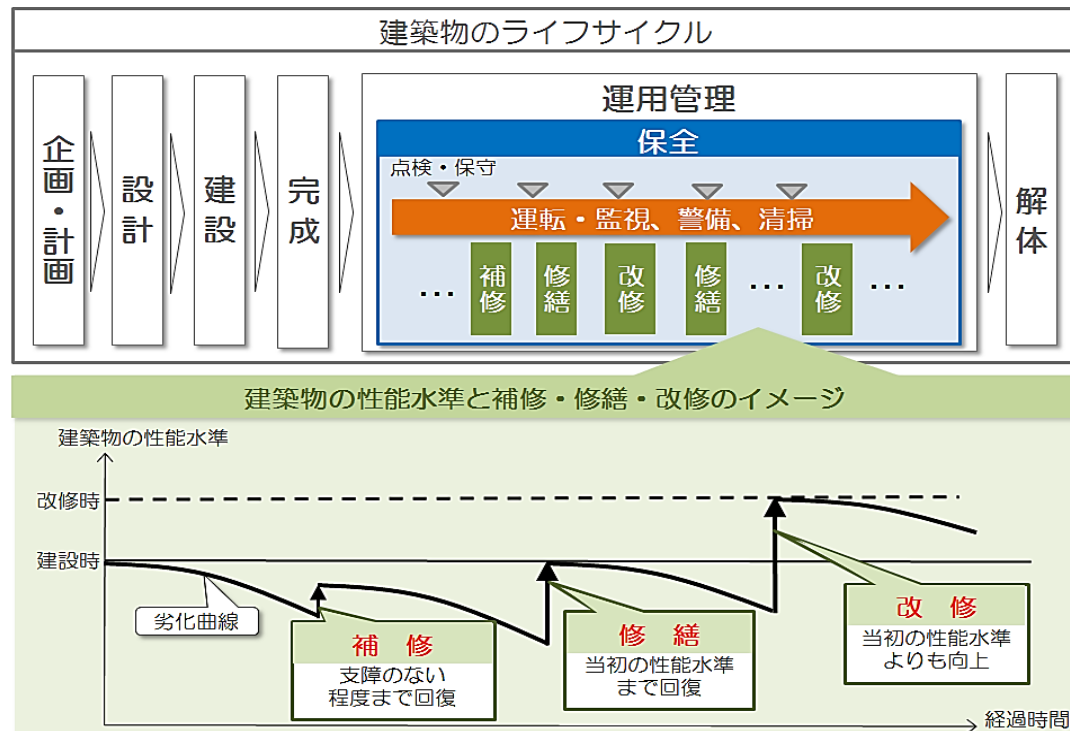 建築物のライフサイクル
企画・計画
設計
建設
完成
運用管理
保全
点検・保守
運転・監視、警備、清掃
…
補修
修繕
改修
修繕
…
改修
…
解体
建築物の性能水準と補修・修繕・改修のイメージ
建築物の性能水準
改修時
建設時
劣化曲線
補 修
支障のない
程度まで回復
修 繕
当初の性能水準
まで回復
改 修
当初の性能水準
よりも向上
経過時間